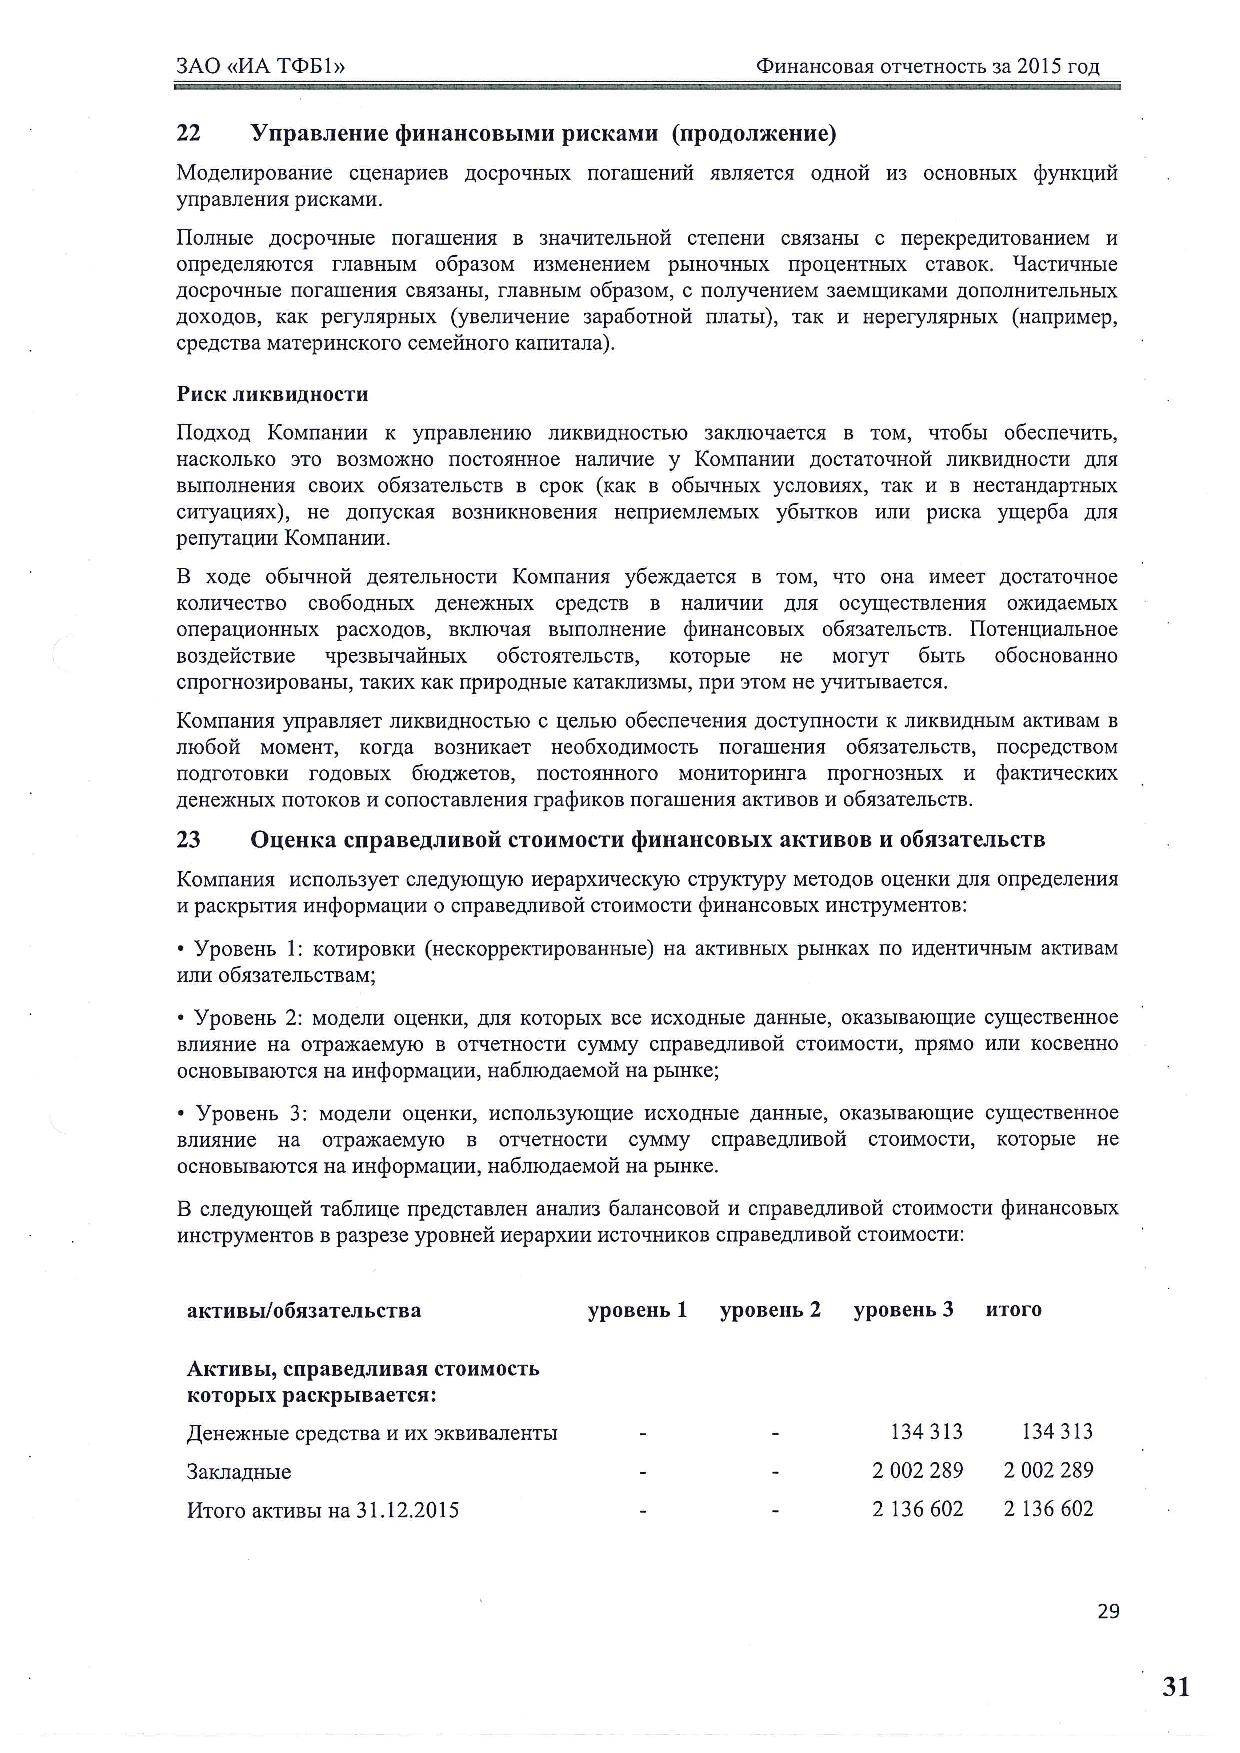 ЗАО «ИА ТФБ1» Финансовая отчетность за 2015 год
22 Управление финансовыми рисками (продолжение)
Моделирование сценариев досрочных погашений является одной из основных функций
управления рисками.
Полные досрочные погашения в значительной степени связаны с перекредитованием и
определяются главным образом изменением рыночных процентных ставок. Частичные
досрочные погашения связаны, главным образом, с получением заемщиками дополнительных
доходов, как регулярных (увеличение заработной платы), так и нерегулярных (например,
средства материнского семейного капитала).
Риск ликвидности
Подход Компании к управлению ликвидностью заключается в том, чтобы обеспечить,
насколько это возможно постоянное наличие у Компании достаточной ликвидности для
выполнения своих обязательств в срок (как в обычных условиях, так и в нестандартных
ситуациях), не допуская возникновения неприемлемых убытков или риска ущерба для
репутации Компании.
В ходе обычной деятельности Компания убеждается в том, что она имеет достаточное
количество свободных денежных средств в наличии для осуществления ожидаемых
операционных расходов, включая выполнение финансовых обязательств. Потенциальное
воздействие чрезвычайных обстоятельств, которые не могут быть обоснованно
спрогнозированы, таких как природные катаклизмы, при этом не учитывается.
Компания управляет ликвидностью с целью обеспечения доступности к ликвидным активам в
любой момент, когда возникает необходимость погашения обязательств, посредством
подготовки годовых бюджетов, постоянного мониторинга прогнозных и фактических
денежных потоков и сопоставления графиков погашения активов и обязательств.
23 Оценка справедливой стоимости финансовых активов и обязательств
Компания использует следующую иерархическую структуру методов оценки для определения
и раскрытия информации о справедливой стоимости финансовых инструментов:
• Уровень 1: котировки (нескорректированные) на активных рынках по идентичным активам
или обязательствам;
• Уровень 2: модели оценки, для которых все исходные данные, оказывающие существенное
влияние на отражаемую в отчетности сумму справедливой стоимости, прямо или косвенно
основываются на информации, наблюдаемой на рынке;
• Уровень 3: модели оценки, использующие исходные данные, оказывающие существенное
влияние на отражаемую в отчетности сумму справедливой стоимости, которые не
основываются на информации, наблюдаемой на рынке.
В следующей таблице представлен анализ балансовой и справедливой стоимости финансовых
инструментов в разрезе уровней иерархии источников справедливой стоимости:
активы/обязательства уровень 1 уровень 2 уровень 3 итого
Активы, справедливая стоимость
которых раскрывается:
Денежные средства и их эквиваленты - - 134 313 134 313
Закладные - - 2 002 289 2 002 289
Итого активы на 31.12.2015 - - 2 136 602 2 136 602
29
31